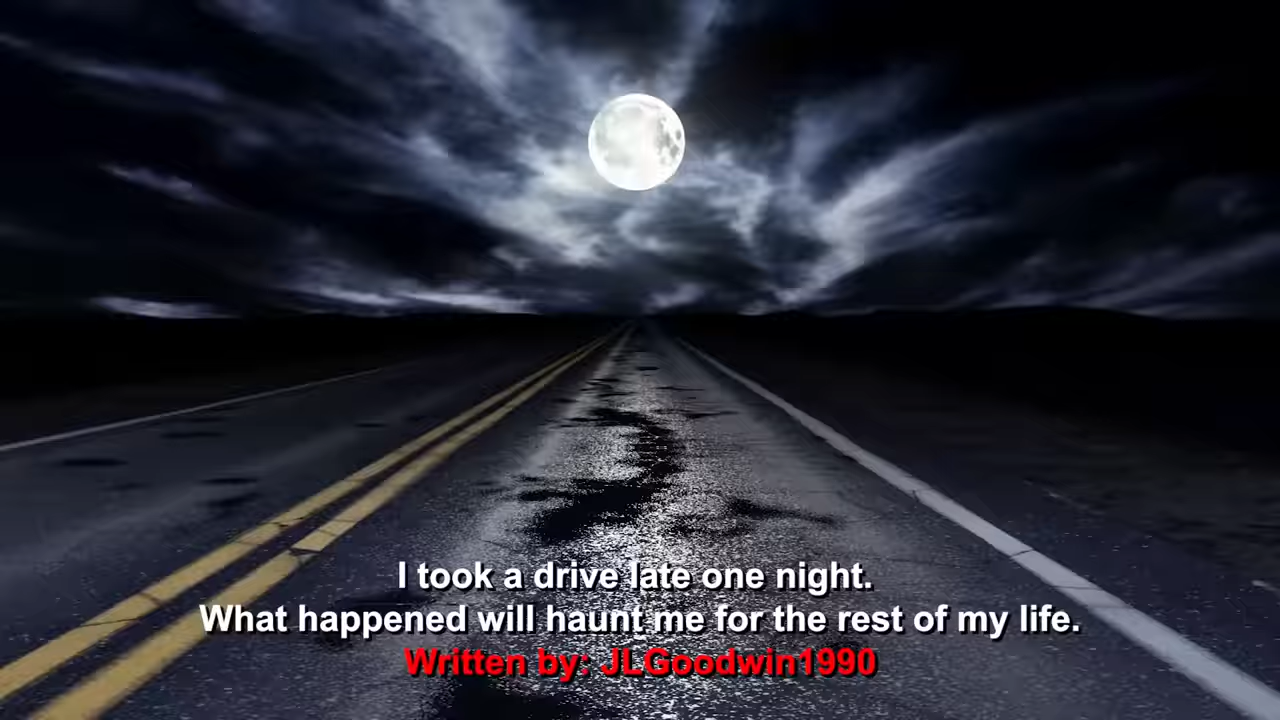 I took a drive late one night.
What happened will haunt me for the rest of my life.
Written by: JLGoodwin1990